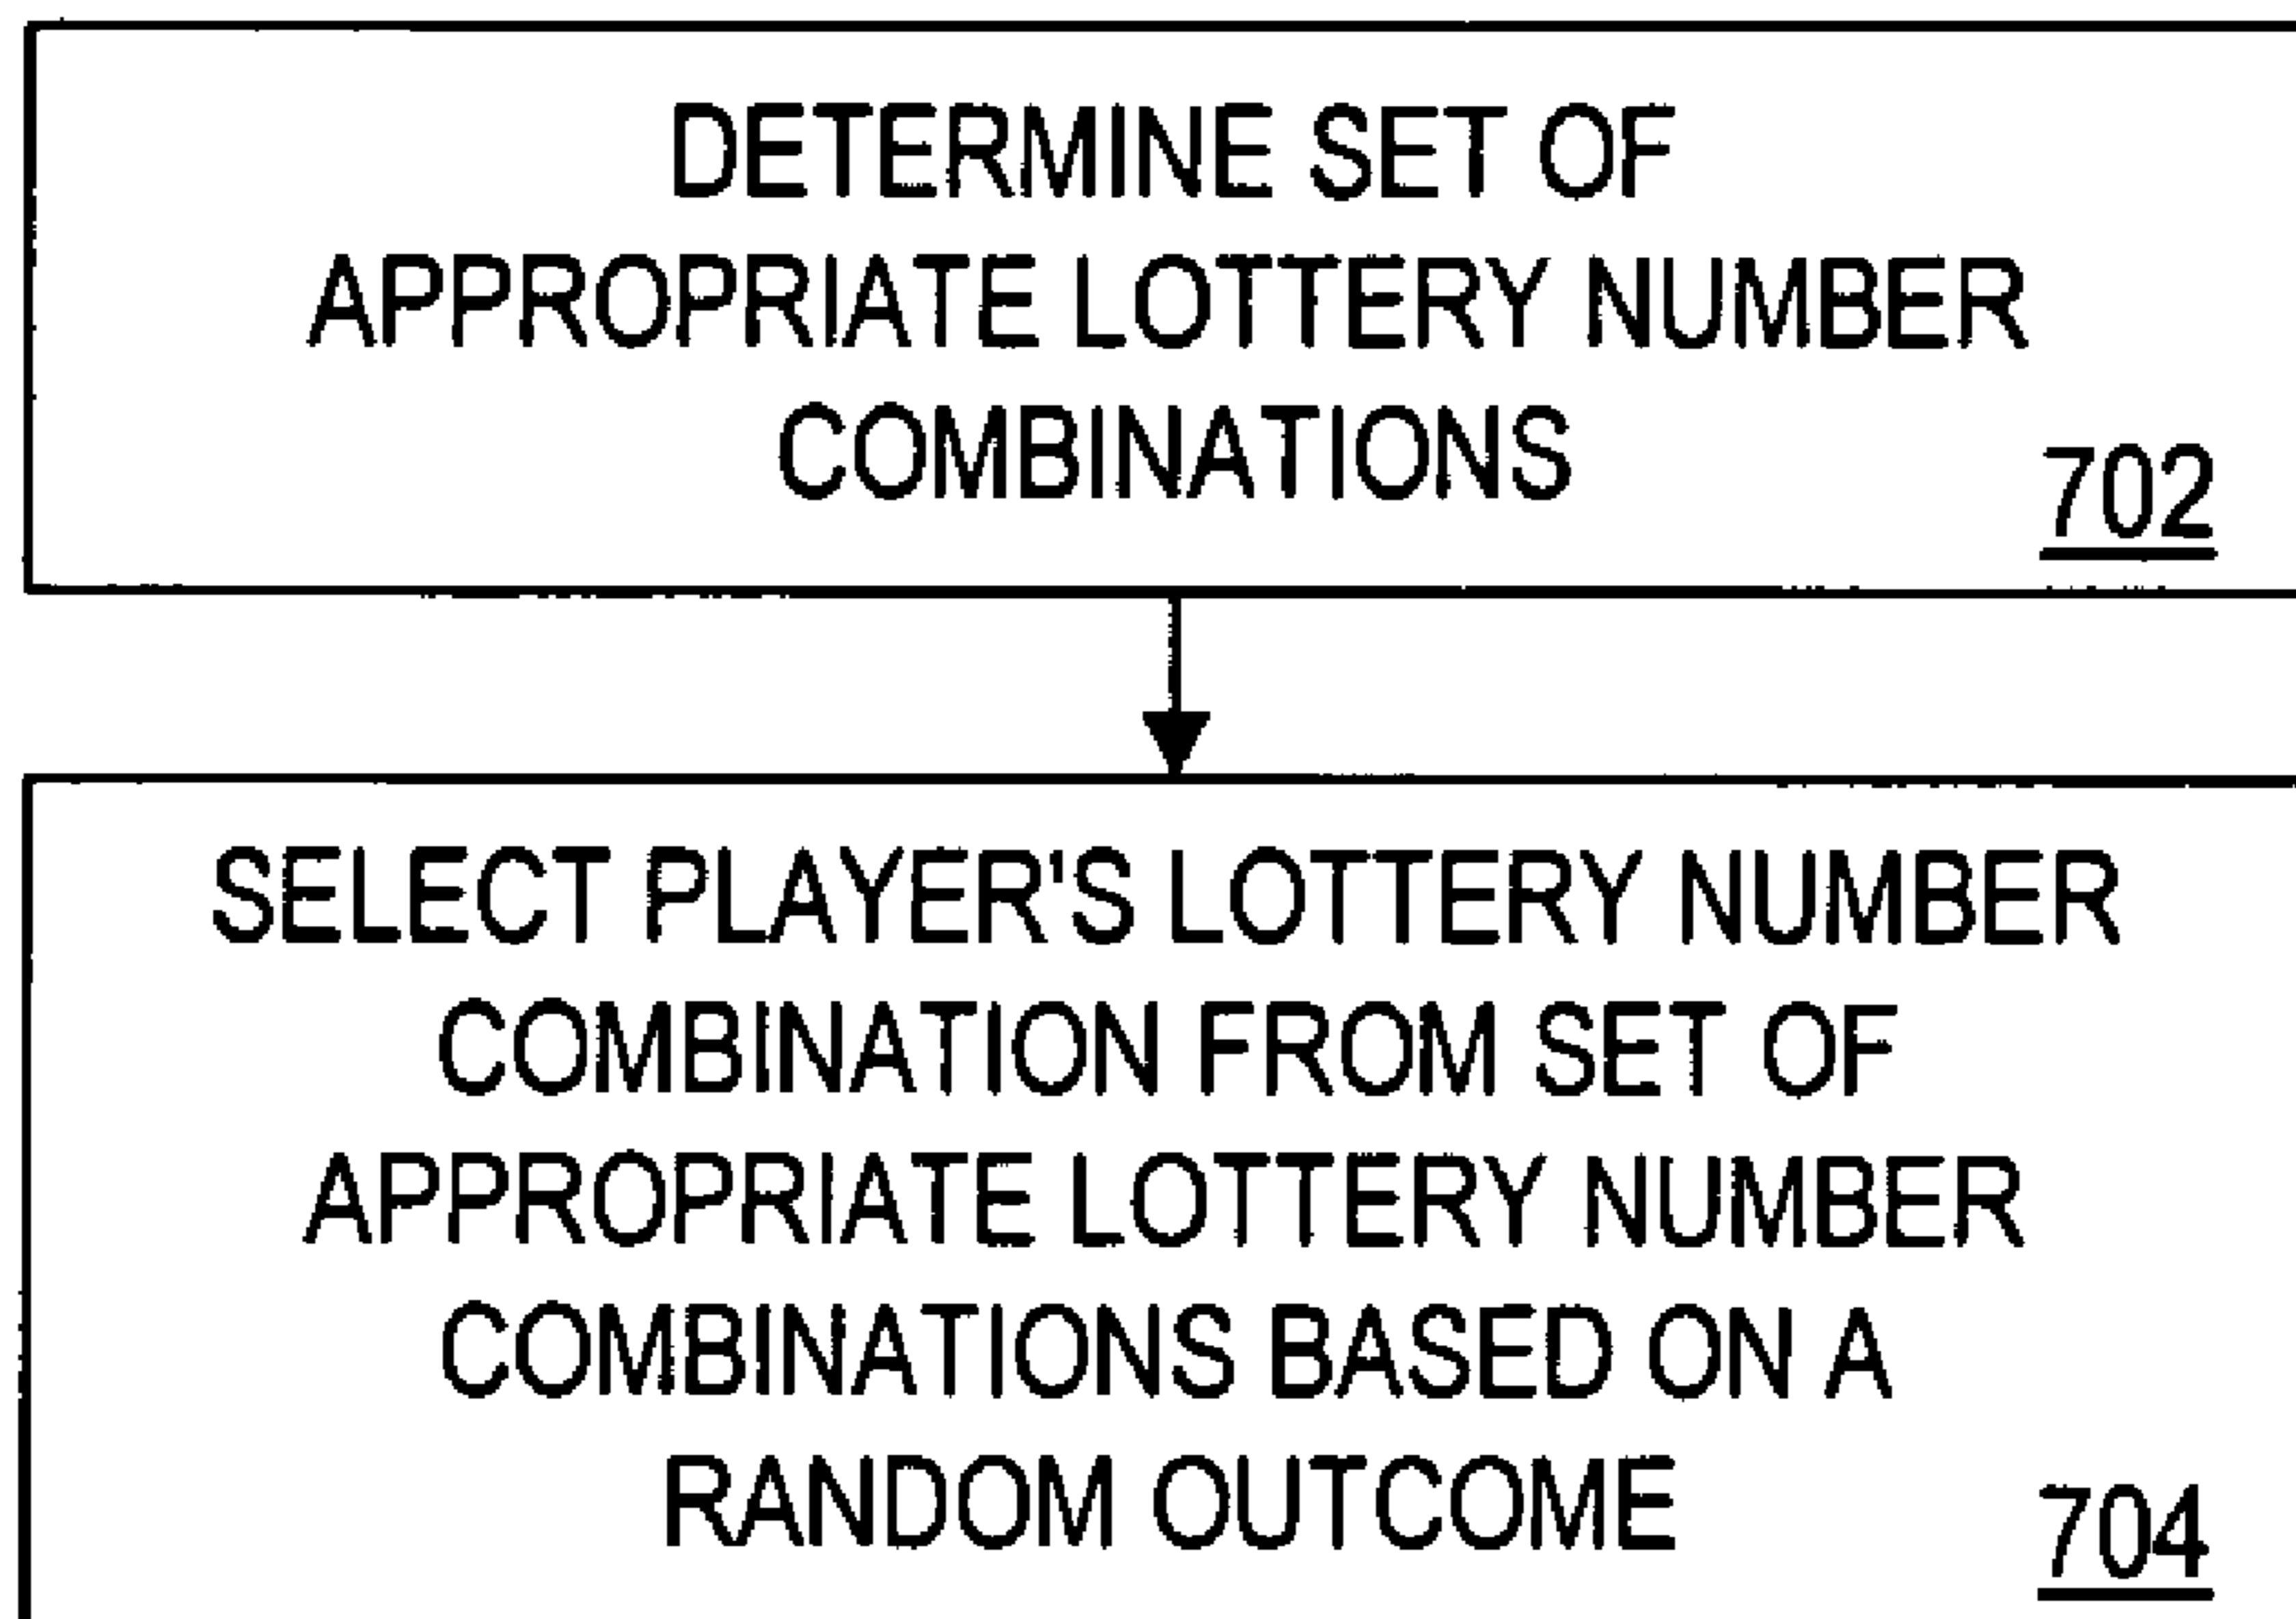 DETERMINE SET OF
APPROPRIATE LOTTERY NUMBER
COMBINATIONS
702
SELECT PLAYER'S LOTTERY NUMBER
COMBINATION FROM SET OF
APPROPRIATE LOTTERY NUMBER
COMBINATIONS BASED ON A
RANDOM OUTCOME
704